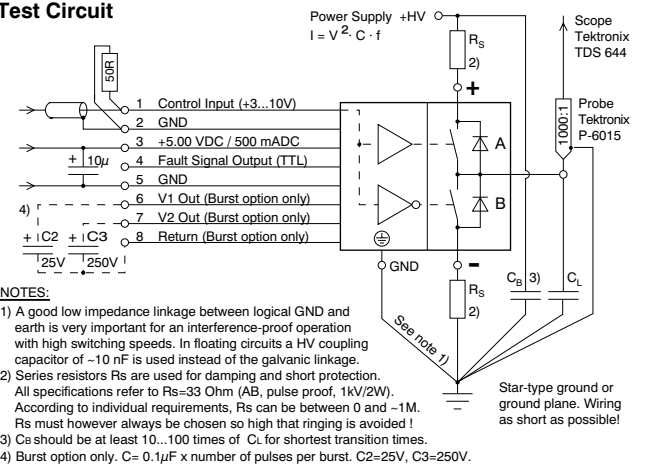 Test Circuit
Power Supply +HV
I = V 2· C · f
Scope
Tektronix
TDS 644
RS
2)
50R
+
1 Control Input (+3...10V)
2 GND
3 +5.00 VDC / 500 mADC
4 Fault Signal Output (TTL)
5 GND
6 V1 Out (Burst option only)
7 V2 Out (Burst option only)
8 Return (Burst option only)
+ 10µ
4)
+ C2
25V
+ C3
250V
A
B
1000:1
Probe
Tektronix
P-6015
GND
-
RS
2)
CB 3)
CL
See note 1)
Star-type ground or
ground plane. Wiring
as short as possible!
NOTES:
1) A good low impedance linkage between logical GND and
earth is very important for an interference-proof operation
with high switching speeds. In floating circuits a HV coupling
capacitor of ~10 nF is used instead of the galvanic linkage.
2) Series resistors Rs are used for damping and short protection.
All specifications refer to Rs=33 Ohm (AB, pulse proof, 1kV/2W).
According to individual requirements, Rs can be between 0 and ~1M.
Rs must however always be chosen so high that ringing is avoided !
3) CB should be at least 10...100 times of CL for shortest transition times.
4) Burst option only. C= 0.1µF x number of pulses per burst. C2=25V, C3=250V.